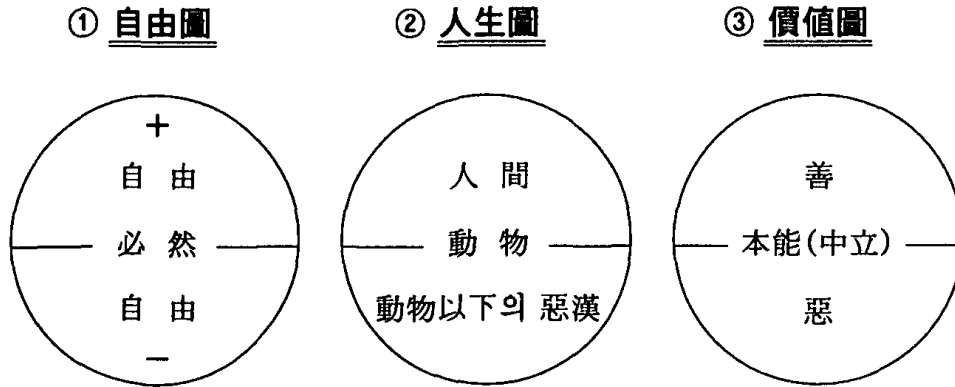 ① 自由圖
② 人生圖
③ 價値圖
+
自 由
必 然
自 由
−
人 間
動 物
動物以下의 惡漢
善
本能(中立)
惡